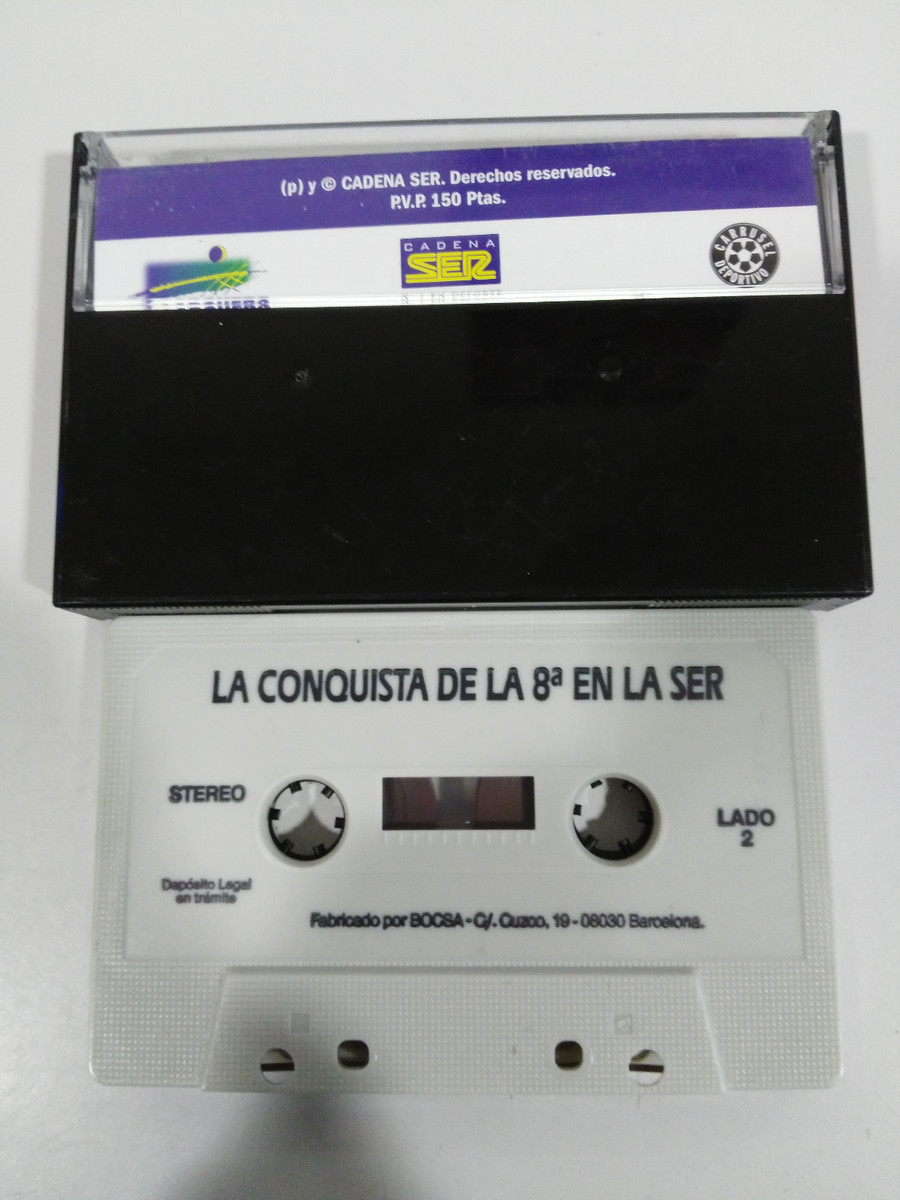 (p) y © CADENA SER. Derechos reservados.
P.V.P. 150 Ptas.
CADENA
SER
CARRUSEL
DEPORTIVO
LA CONQUISTA DE LA 8ª EN LA SER
STEREO
LADO
2
Depósito Legal
en trámite
Fabricado por BOCSA - C/. Cuzco, 19 - 08030 Barcelona.